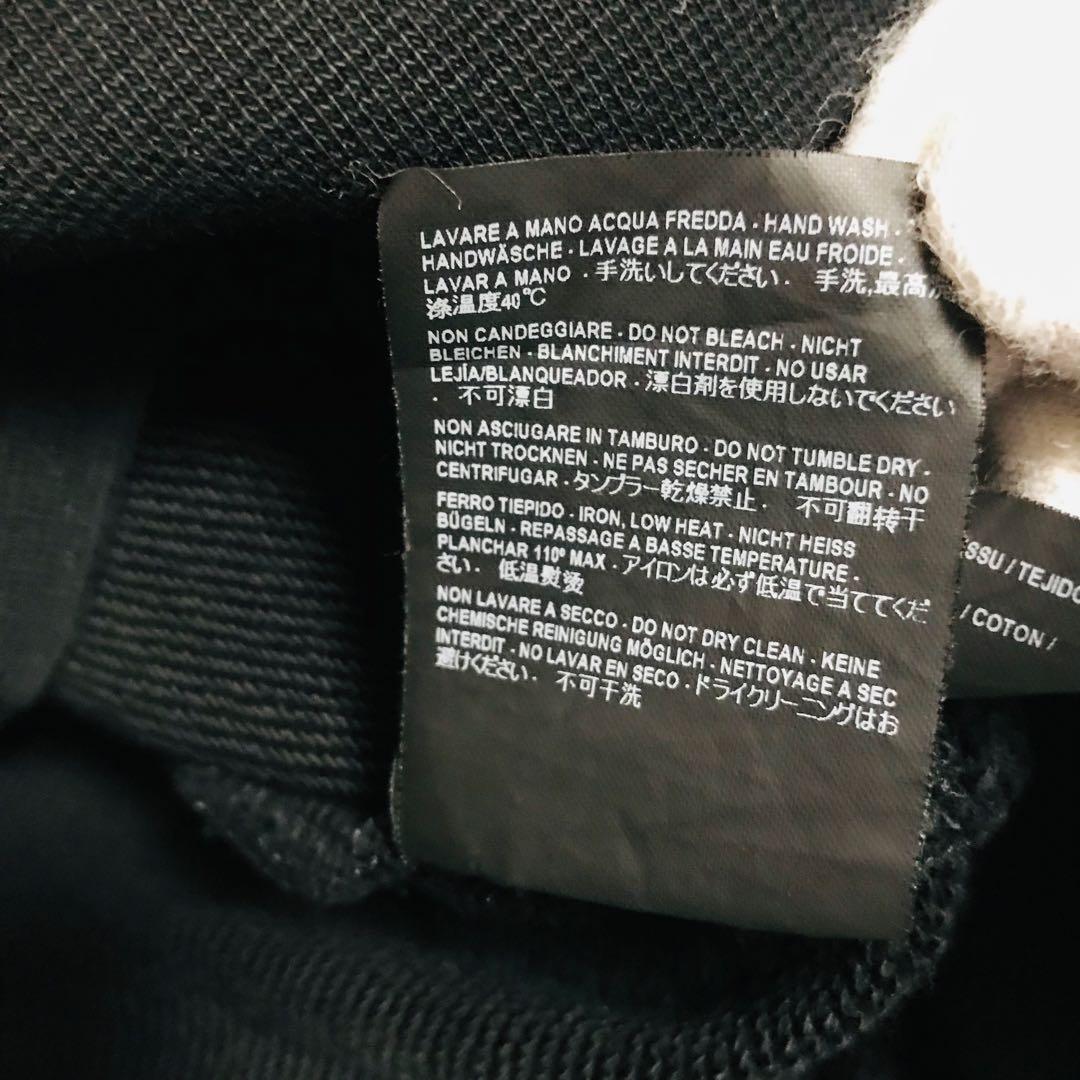 LAVARE A MANO ACQUA FREDDA - HAND WASH -
HANDWÄSCHE - LAVAGE A LA MAIN EAU FROIDE -
LAVAR A MANO - 手洗いしてください. 手洗,最高
涤温度40℃
NON CANDEGGIARE - DO NOT BLEACH - NICHT
BLEICHEN - BLANCHIMENT INTERDIT - NO USAR
LEJÍA/BLANQUEADOR - 漂白剤を使用しないでください
. 不可漂白
NON ASCIUGARE IN TAMBURO - DO NOT TUMBLE DRY -
NICHT TROCKNEN - NE PAS SECHER EN TAMBOUR - NO
CENTRIFUGAR - タンブラー乾燥禁止. 不可翻转干
FERRO TIEPIDO - IRON, LOW HEAT - NICHT HEISS
BÜGELN - REPASSAGE A BASSE TEMPERATURE -
PLANCHAR 110º MAX - アイロンは必ず低温で当ててくだ
さい. 低温熨烫
NON LAVARE A SECCO - DO NOT DRY CLEAN - KEINE
CHEMISCHE REINIGUNG MÖGLICH - NETTOYAGE A SEC
INTERDIT - NO LAVAR EN SECO - ドライクリーニングはお
避けください. 不可干洗
SSU / TEJIDO
/ COTON /